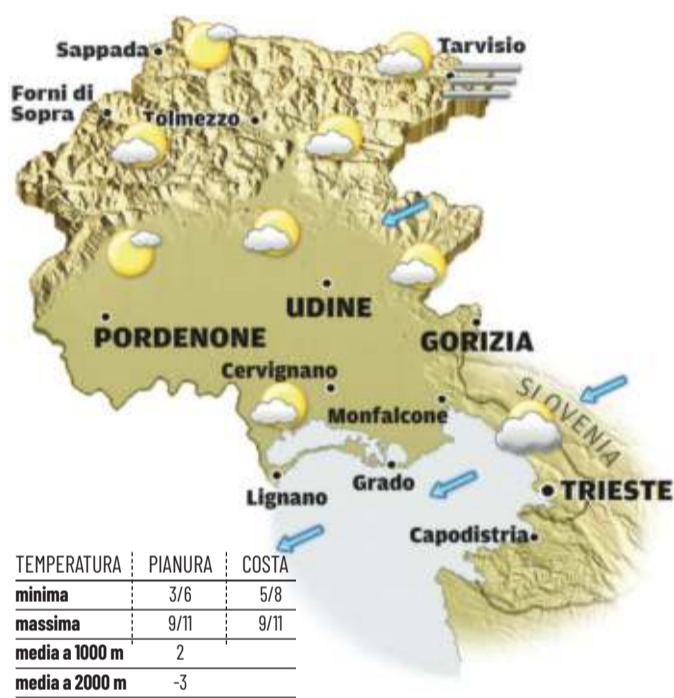 Sappada
Tarvisio
Forni di
Sopra
Tolmezzo
UDINE
PORDENONE
GORIZIA
Cervignano
SLOVENIA
Monfalcone
Grado
Lignano
TRIESTE
Capodistria
TEMPERATURA PIANURA COSTA
minima 3/6 5/8
massima 9/11 9/11
media a 1000 m 2
media a 2000 m -3